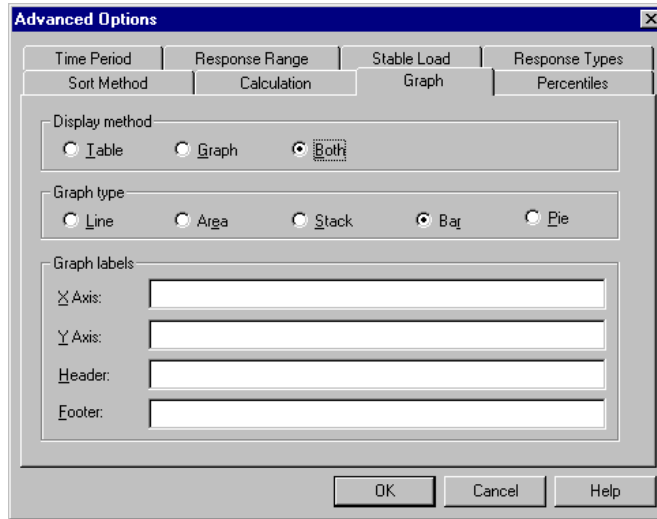 Advanced Options
Time Period Response Range Stable Load Response Types
Sort Method Calculation Graph Percentiles
Display method
Table Graph Both
Graph type
Line Area Stack Bar Pie
Graph labels
X Axis:
Y Axis:
Header:
Footer:
OK Cancel Help